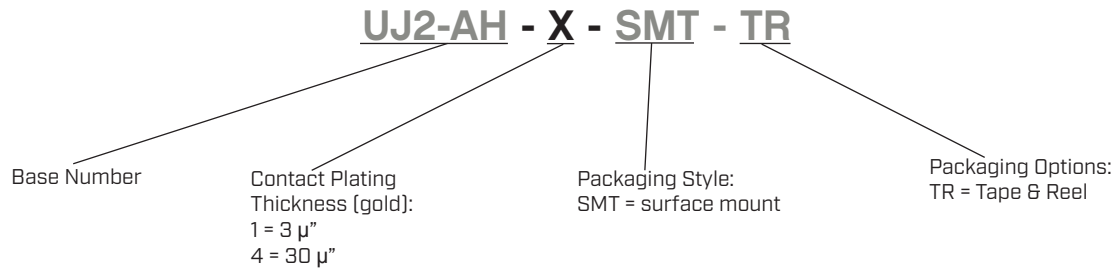 UJ2-AH - X - SMT - TR
Base Number
Contact Plating
Thickness (gold):
1 = 3 µ”
4 = 30 µ”
Packaging Style:
SMT = surface mount
Packaging Options:
TR = Tape & Reel